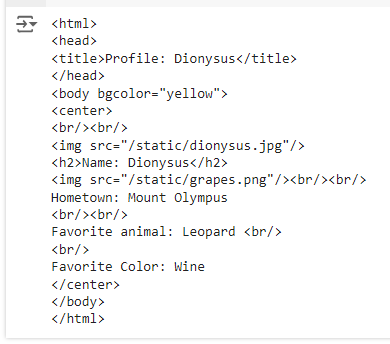 <html>
<head>
<title>Profile: Dionysus</title>
</head>
<body bgcolor="yellow">
<center>
<br/><br/>
<img src="/static/dionysus.jpg"/>
<h2>Name: Dionysus</h2>
<img src="/static/grapes.png"/><br/><br/>
Hometown: Mount Olympus
<br/><br/>
Favorite animal: Leopard <br/>
<br/>
Favorite Color: Wine
</center>
</body>
</html>